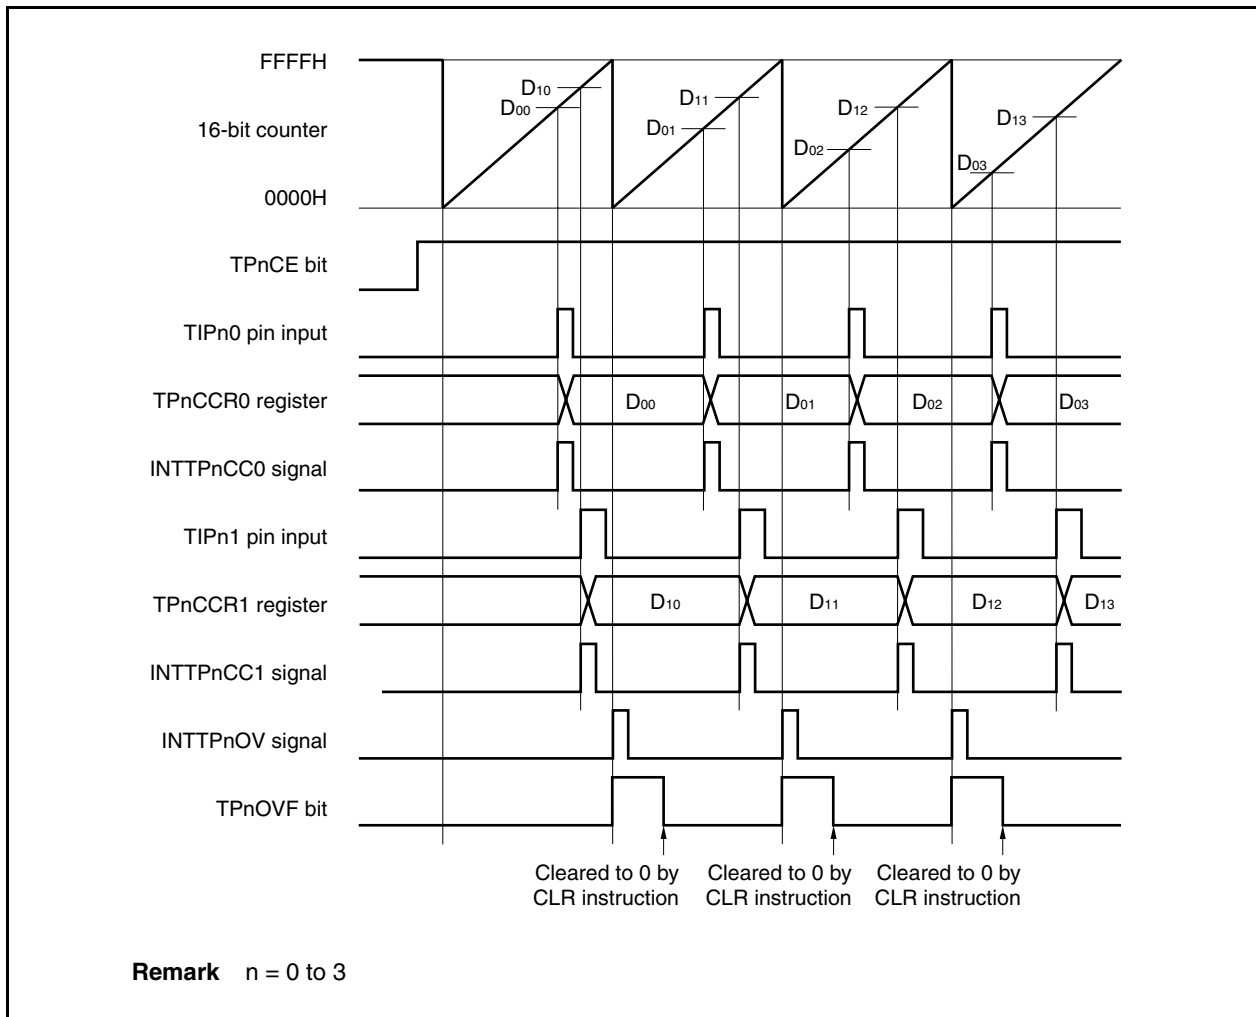 FFFFH
D10
D00
D11
D01
D12
D02
D13
D03
16-bit counter
0000H
TPnCE bit
TIPn0 pin input
TPnCCR0 register
D00
D01
D02
D03
INTTPnCC0 signal
TIPn1 pin input
TPnCCR1 register
D10
D11
D12
D13
INTTPnCC1 signal
INTTPnOV signal
TPnOVF bit
Cleared to 0 by
CLR instruction
Cleared to 0 by
CLR instruction
Cleared to 0 by
CLR instruction
Remark n = 0 to 3